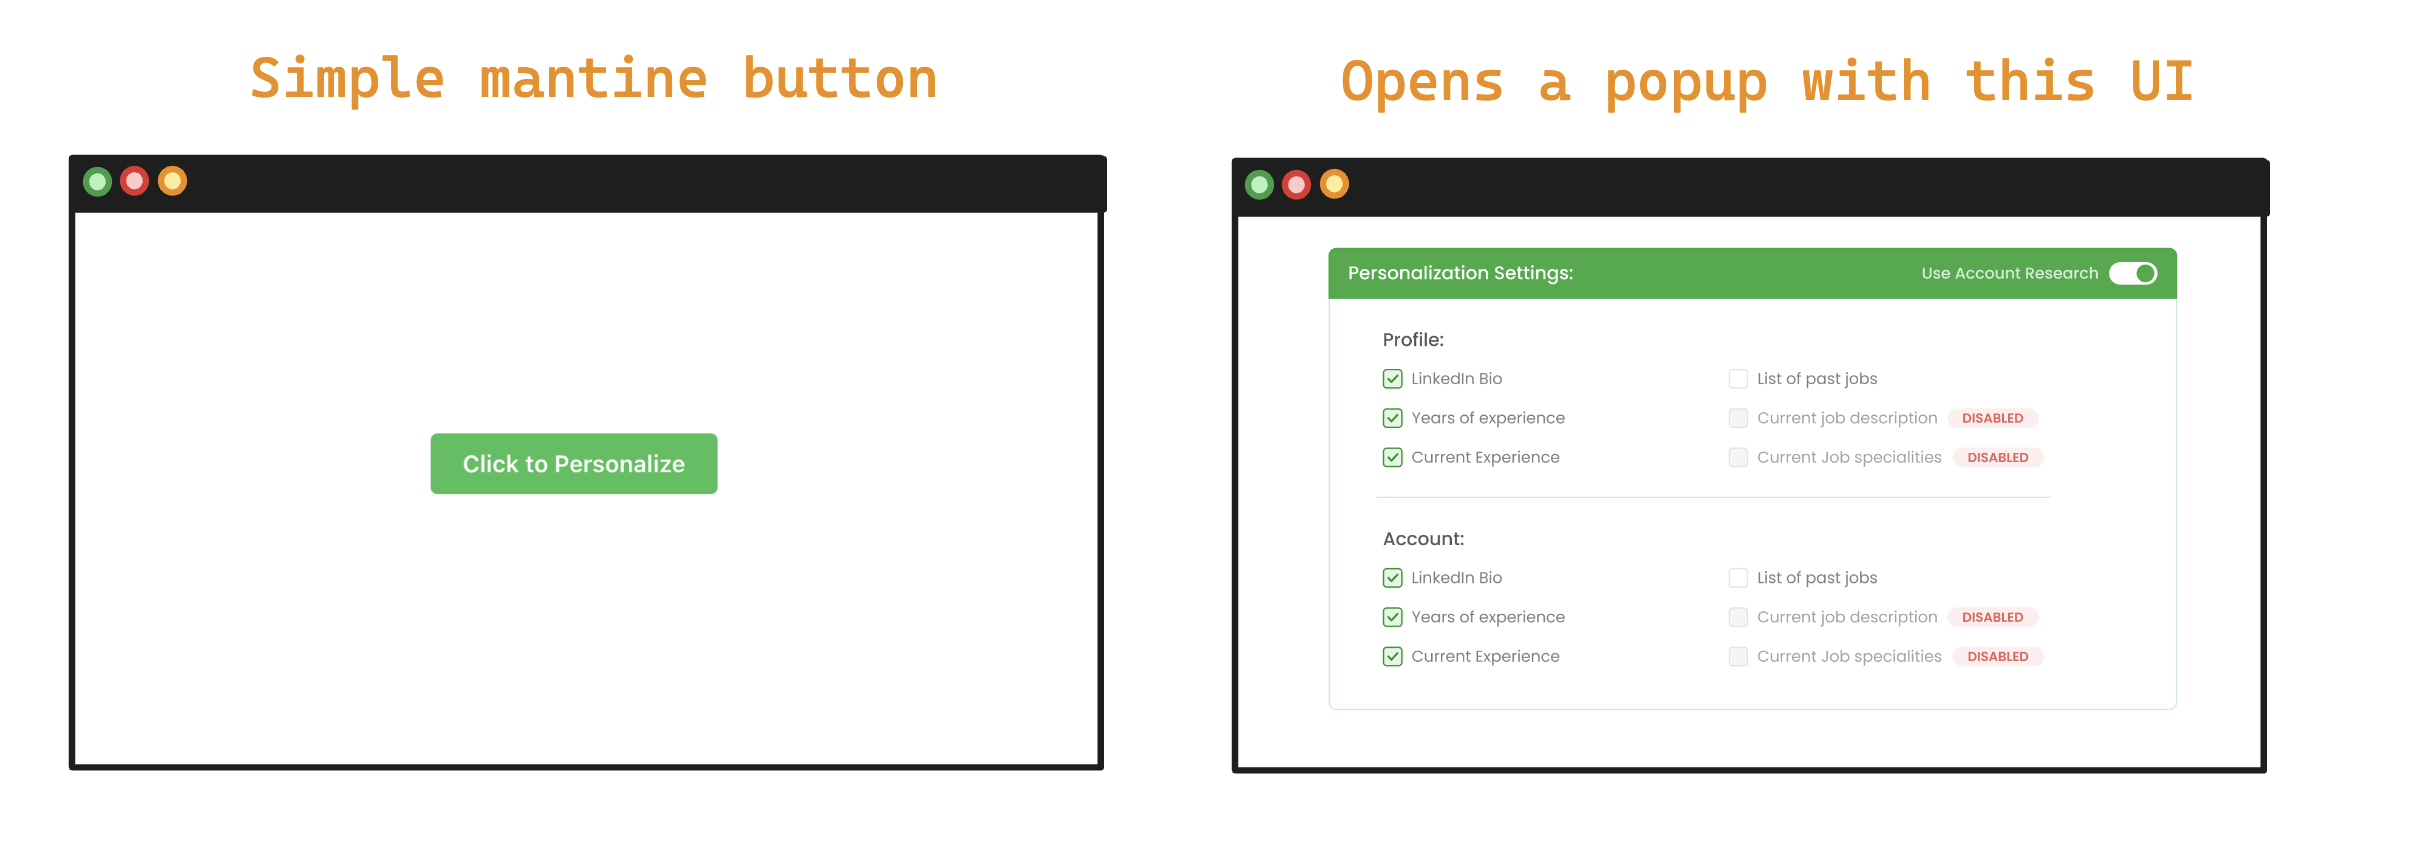 Simple mantine button
Opens a popup with this UI
Click to Personalize
Personalization Settings:
Use Account Research
Profile:
LinkedIn Bio
List of past jobs
Years of experience
Current job description DISABLED
Current Experience
Current Job specialities DISABLED
Account:
LinkedIn Bio
List of past jobs
Years of experience
Current job description DISABLED
Current Experience
Current Job specialities DISABLED